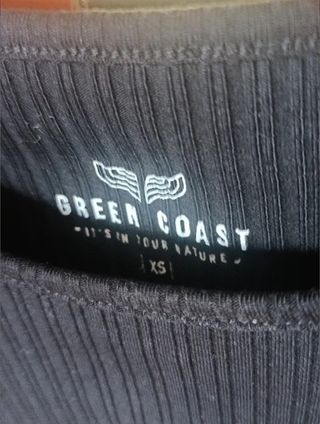 GREEN COAST
IT'S IN YOUR NATURE
XS